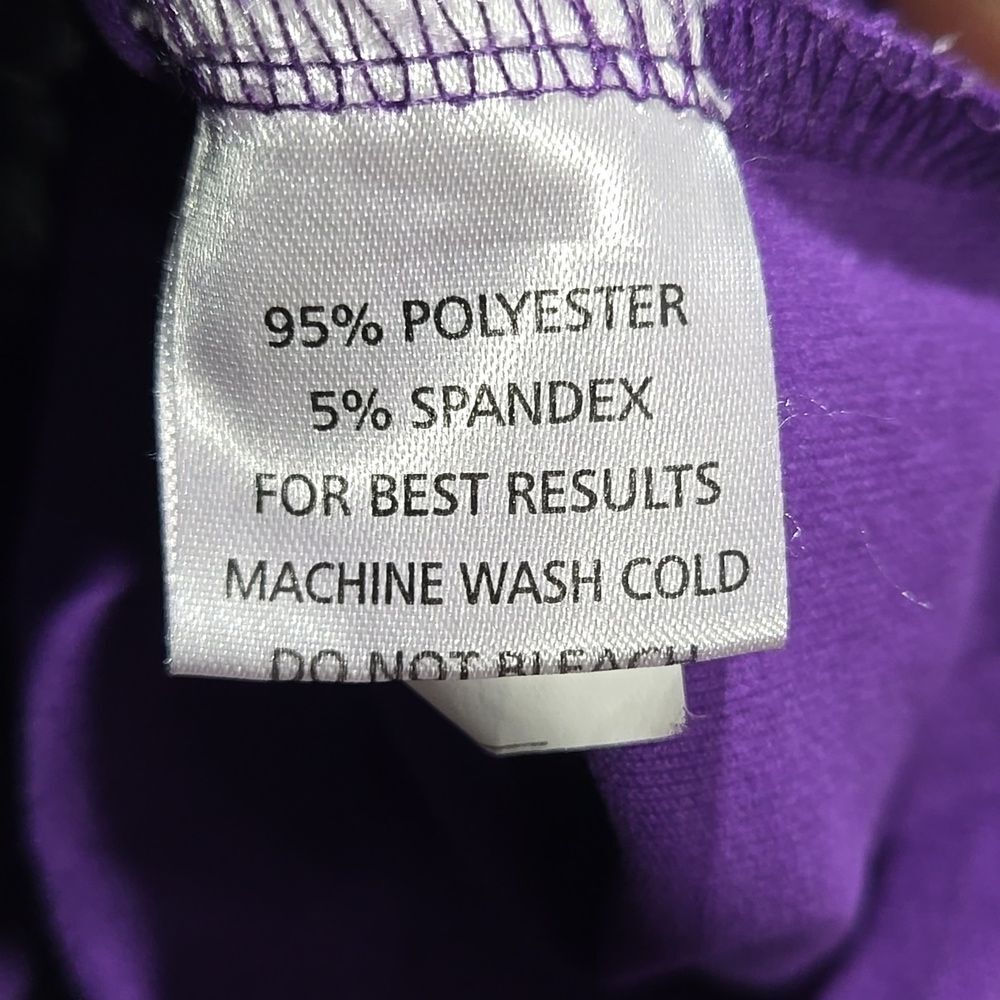 95% POLYESTER
5% SPANDEX
FOR BEST RESULTS
MACHINE WASH COLD
DO NOT BLEACH